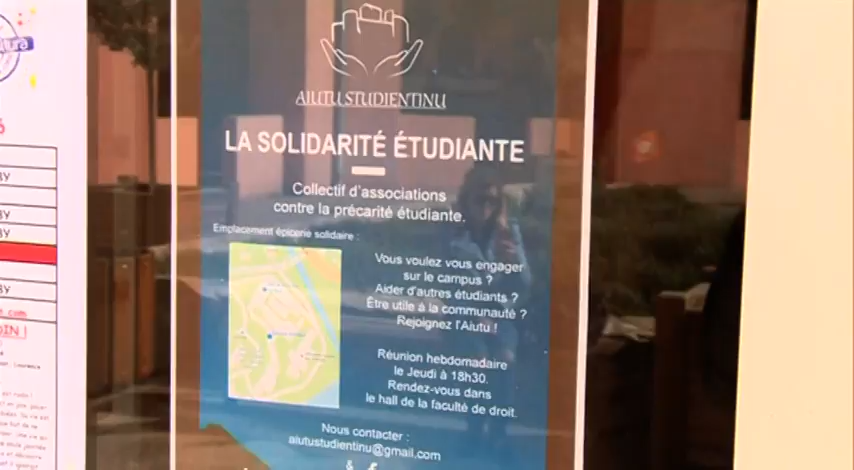 AIUTU STUDIENTINU
LA SOLIDARITÉ ÉTUDIANTE
Collectif d'associations
contre la précarité étudiante.
Emplacement épicerie solidaire :
Vous voulez vous engager
sur le campus ?
Aider d'autres étudiants ?
Être utile à la communauté ?
Rejoignez l'Aiutu !
Réunion hebdomadaire
le Jeudi à 18h30.
Rendez-vous dans
le hall de la faculté de droit.
Nous contacter :
aiutustudientinu@gmail.com